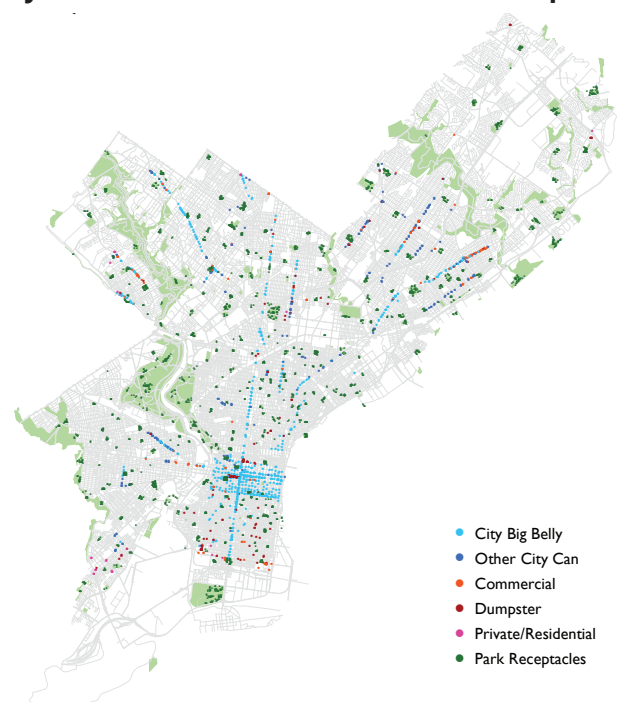 City Big Belly
Other City Can
Commercial
Dumpster
Private/Residential
Park Receptacles